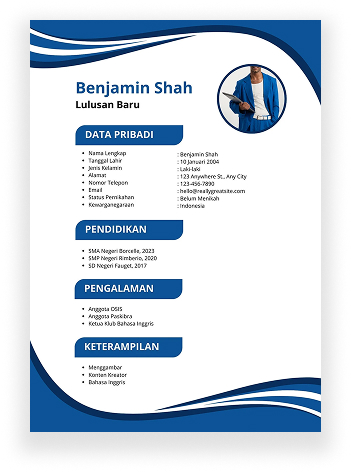 Benjamin Shah
Lulusan Baru
DATA PRIBADI
• Nama Lengkap : Benjamin Shah
• Tanggal Lahir : 10 Januari 2004
• Jenis Kelamin : Laki-laki
• Alamat : 123 Anywhere St., Any City
• Nomor Telepon : 123-456-7890
• Email : hello@reallygreatsite.com
• Status Pernikahan : Belum Menikah
• Kewarganegaraan : Indonesia
PENDIDIKAN
• SMA Negeri Borcelle, 2023
• SMP Negeri Rimberio, 2020
• SD Negeri Fauget, 2017
PENGALAMAN
• Anggota OSIS
• Anggota Paskibra
• Ketua Klub Bahasa Inggris
KETERAMPILAN
• Menggambar
• Konten Kreator
• Bahasa Inggris